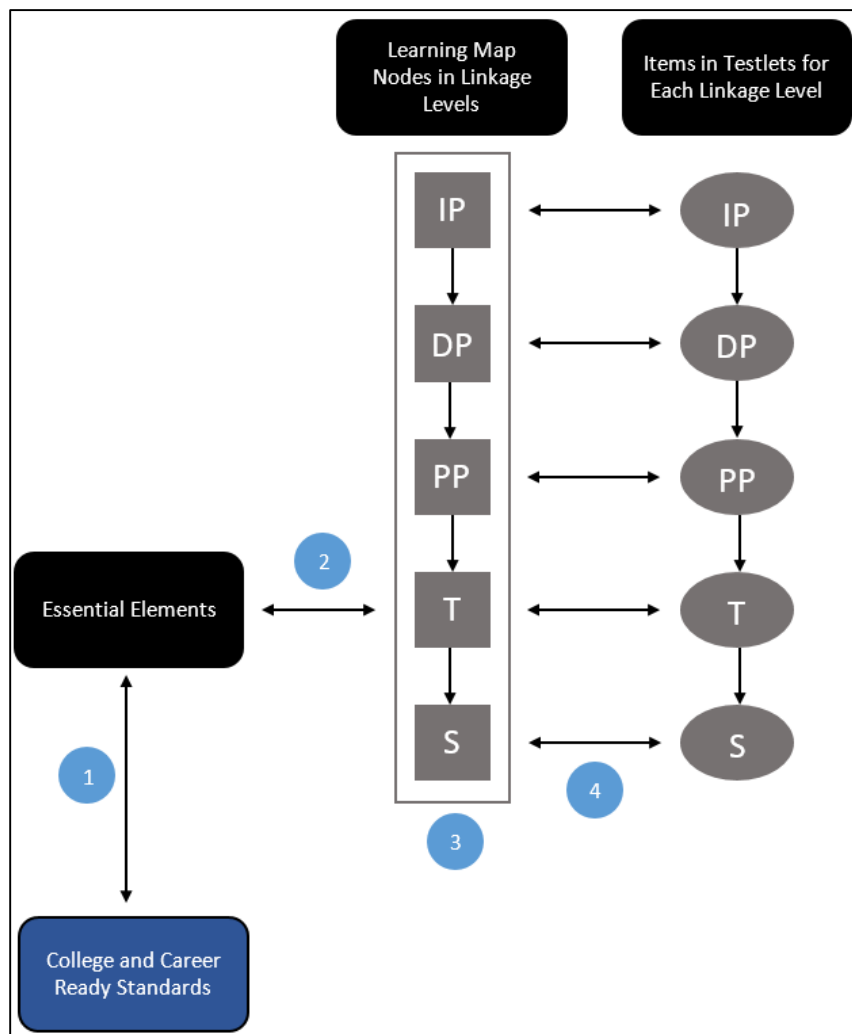 Learning Map
Nodes in Linkage
Levels
Items in Testlets for
Each Linkage Level
IP
IP
DP
DP
PP
PP
2
Essential Elements
T
T
S
S
1
4
3
College and Career
Ready Standards